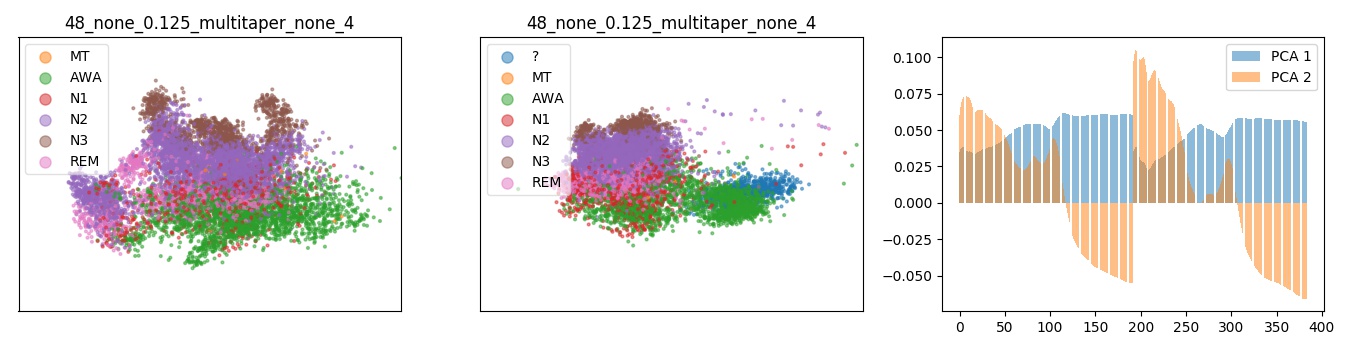 48_none_0.125_multitaper_none_4
MT
AWA
N1
N2
N3
REM
48_none_0.125_multitaper_none_4
?
MT
AWA
N1
N2
N3
REM
PCA 1
PCA 2
0.100
0.075
0.050
0.025
0.000
−0.025
−0.050
0 50 100 150 200 250 300 350 400